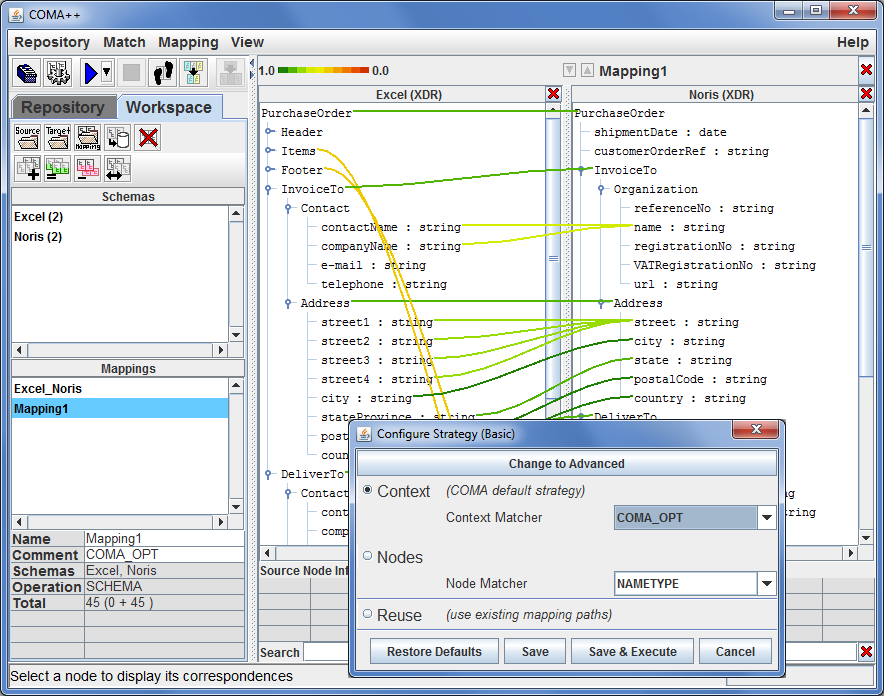 COMA++
Repository Match Mapping View Help
1.0 0.0 Mapping1
Repository Workspace
Source Target Mapping
Schemas
Excel (2)
Noris (2)
Mappings
Excel_Noris
Mapping1
Name Mapping1
Comment COMA_OPT
Schemas Excel, Noris
Operation SCHEMA
Total 45 (0 + 45 )
Excel (XDR)
PurchaseOrder
Header
Items
Footer
InvoiceTo
Contact
contactName : string
companyName : string
e-mail : string
telephone : string
Address
street1 : string
street2 : string
street3 : string
street4 : string
city : string
stateProvince : string
post
coun
DeliverTo
Contact
cont
comp
Noris (XDR)
PurchaseOrder
shipmentDate : date
customerOrderRef : string
InvoiceTo
Organization
referenceNo : string
name : string
registrationNo : string
VATRegistrationNo : string
url : string
Address
street : string
city : string
state : string
postalCode : string
country : string
DeliverTo
ng
string
Source Node Inf
Search
Configure Strategy (Basic)
Change to Advanced
Context (COMA default strategy)
Context Matcher COMA_OPT
Nodes
Node Matcher NAMETYPE
Reuse (use existing mapping paths)
Restore Defaults Save Save & Execute Cancel
Select a node to display its correspondences